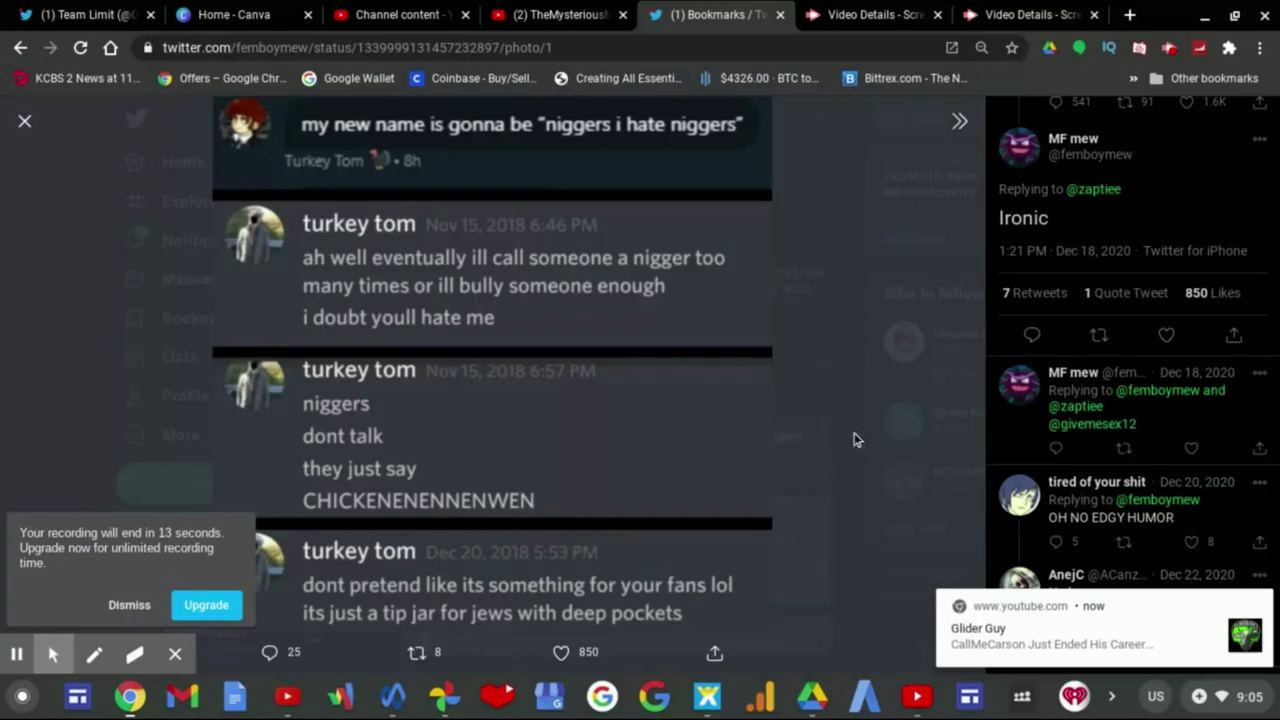 (1) Team Limit (@
Home - Canva
Channel content -
(2) TheMysterious
(1) Bookmarks / Tw
Video Details - Scre
Video Details - Scre
twitter.com/femboymew/status/1339999131457232897/photo/1
KCBS 2 News at 11...
Offers – Google Chr...
Google Wallet
Coinbase - Buy/Sell...
Creating All Essenti...
$4326.00 · BTC to...
Bittrex.com - The N...
Other bookmarks
my new name is gonna be "niggers i hate niggers"
Turkey Tom 🦃 • 8h
turkey tom Nov 15, 2018 6:46 PM
ah well eventually ill call someone a nigger too
many times or ill bully someone enough
i doubt youll hate me
turkey tom Nov 15, 2018 6:57 PM
niggers
dont talk
they just say
CHICKENENENNENWEN
turkey tom Dec 20, 2018 5:53 PM
dont pretend like its something for your fans lol
its just a tip jar for jews with deep pockets
25
8
850
Home
Explor
Notific
Messa
Bookm
Lists
Profile
More
541
91
1.6K
MF mew
@femboymew
Replying to @zaptiee
Ironic
1:21 PM · Dec 18, 2020 · Twitter for iPhone
7 Retweets 1 Quote Tweet 850 Likes
MF mew @fem... Dec 18, 2020
Replying to @femboymew and
@zaptiee
@givemesex12
tired of your shit Dec 20, 2020
Replying to @femboymew
OH NO EDGY HUMOR
5
8
AnejC @ACanz... Dec 22, 2020
Your recording will end in 13 seconds.
Upgrade now for unlimited recording
time.
Dismiss
Upgrade
www.youtube.com • now
Glider Guy
CallMeCarson Just Ended His Career...
US
9:05